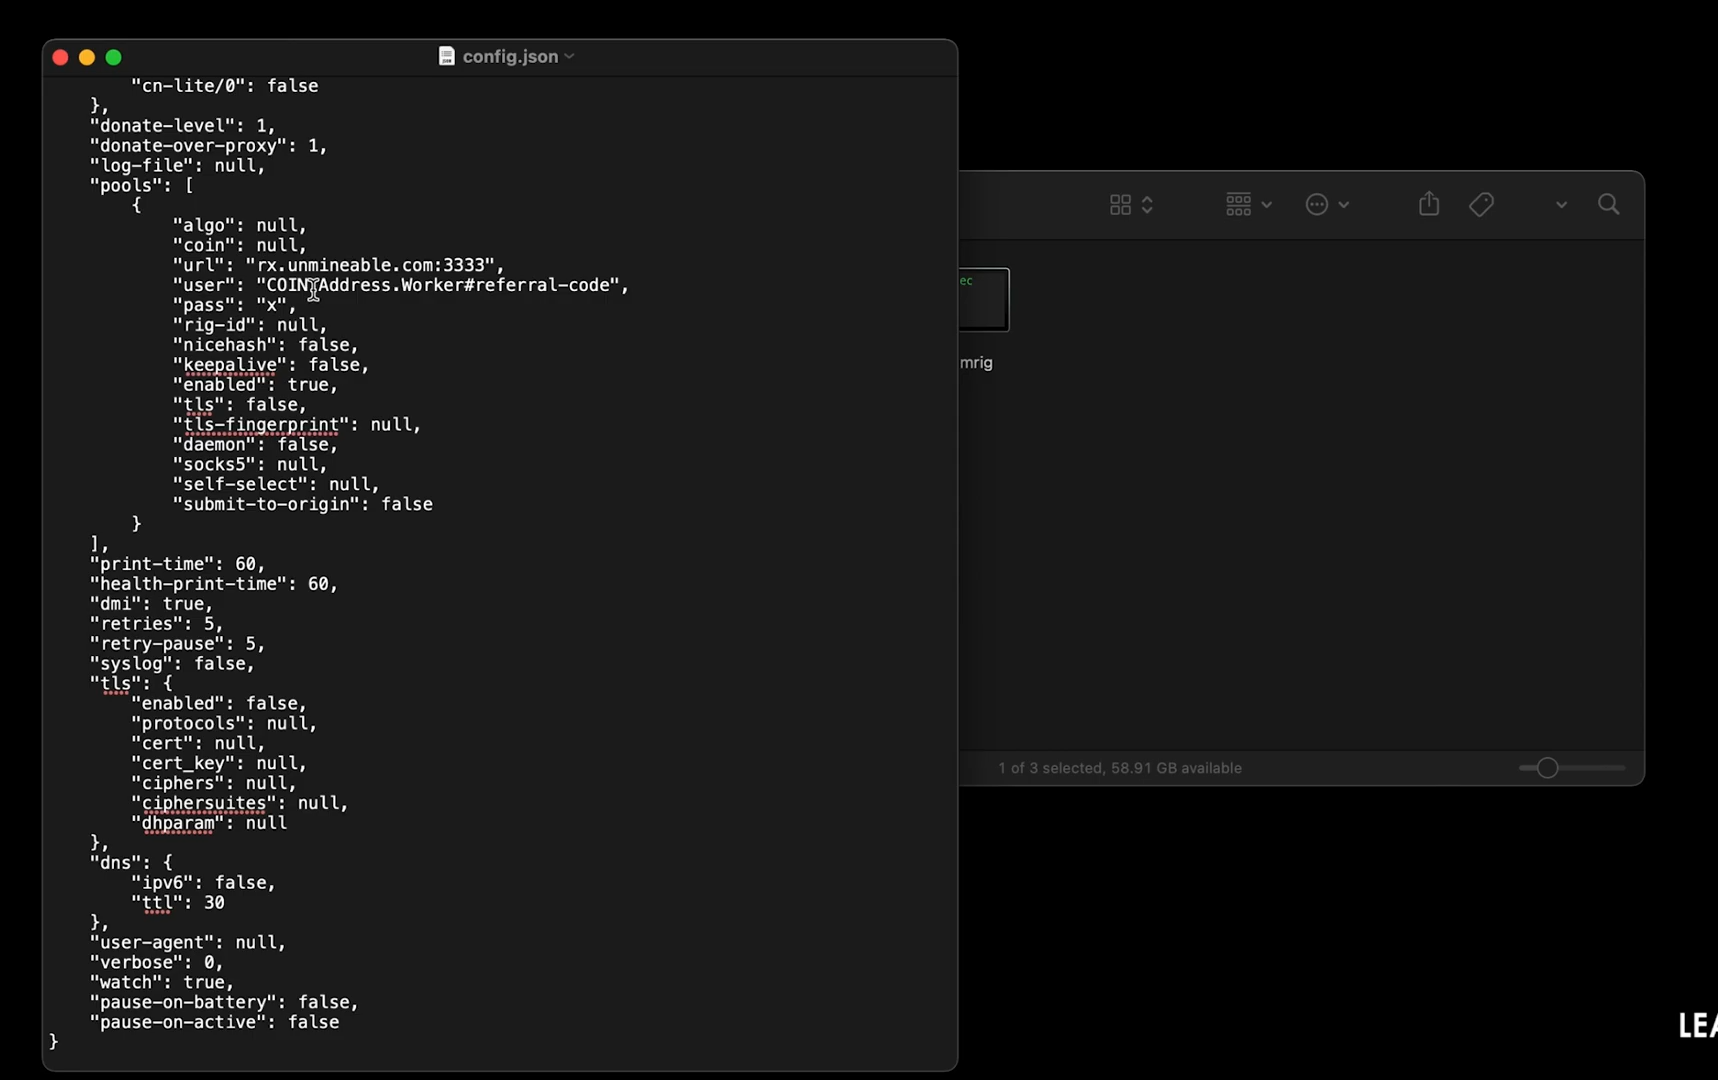 config.json
"cn-lite/0": false
},
"donate-level": 1,
"donate-over-proxy": 1,
"log-file": null,
"pools": [
{
"algo": null,
"coin": null,
"url": "rx.unmineable.com:3333",
"user": "COIN:Address.Worker#referral-code",
"pass": "x",
"rig-id": null,
"nicehash": false,
"keepalive": false,
"enabled": true,
"tls": false,
"tls-fingerprint": null,
"daemon": false,
"socks5": null,
"self-select": null,
"submit-to-origin": false
}
],
"print-time": 60,
"health-print-time": 60,
"dmi": true,
"retries": 5,
"retry-pause": 5,
"syslog": false,
"tls": {
"enabled": false,
"protocols": null,
"cert": null,
"cert_key": null,
"ciphers": null,
"ciphersuites": null,
"dhparam": null
},
"dns": {
"ipv6": false,
"ttl": 30
},
"user-agent": null,
"verbose": 0,
"watch": true,
"pause-on-battery": false,
"pause-on-active": false
}
ec
mrig
1 of 3 selected, 58.91 GB available
LEA